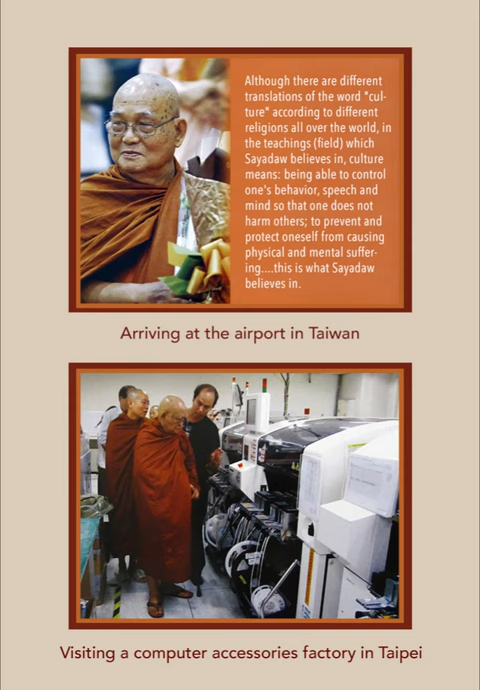 Although there are different
translations of the word "cul-
ture" according to different
religions all over the world, in
the teachings (field) which
Sayadaw believes in, culture
means: being able to control
one's behavior, speech and
mind so that one does not
harm others; to prevent and
protect oneself from causing
physical and mental suffer-
ing....this is what Sayadaw
believes in.
Arriving at the airport in Taiwan
Visiting a computer accessories factory in Taipei